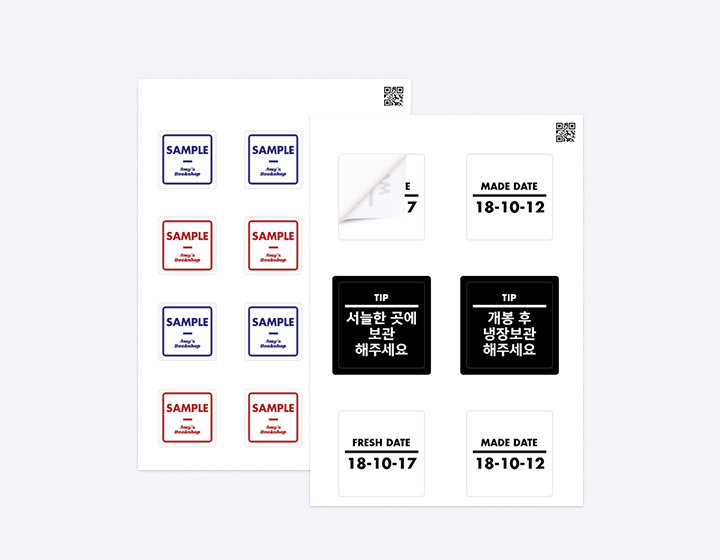 SAMPLE
Amy's
Bookshop
SAMPLE
Amy's
Bookshop
SAMPLE
Amy's
Bookshop
SAMPLE
Amy's
Bookshop
SAMPLE
Amy's
Bookshop
SAMPLE
Amy's
Bookshop
SAMPLE
Amy's
Bookshop
SAMPLE
Amy's
Bookshop
E
7
MADE DATE
18-10-12
TIP
서늘한 곳에
보관
해주세요
TIP
개봉 후
냉장보관
해주세요
FRESH DATE
18-10-17
MADE DATE
18-10-12